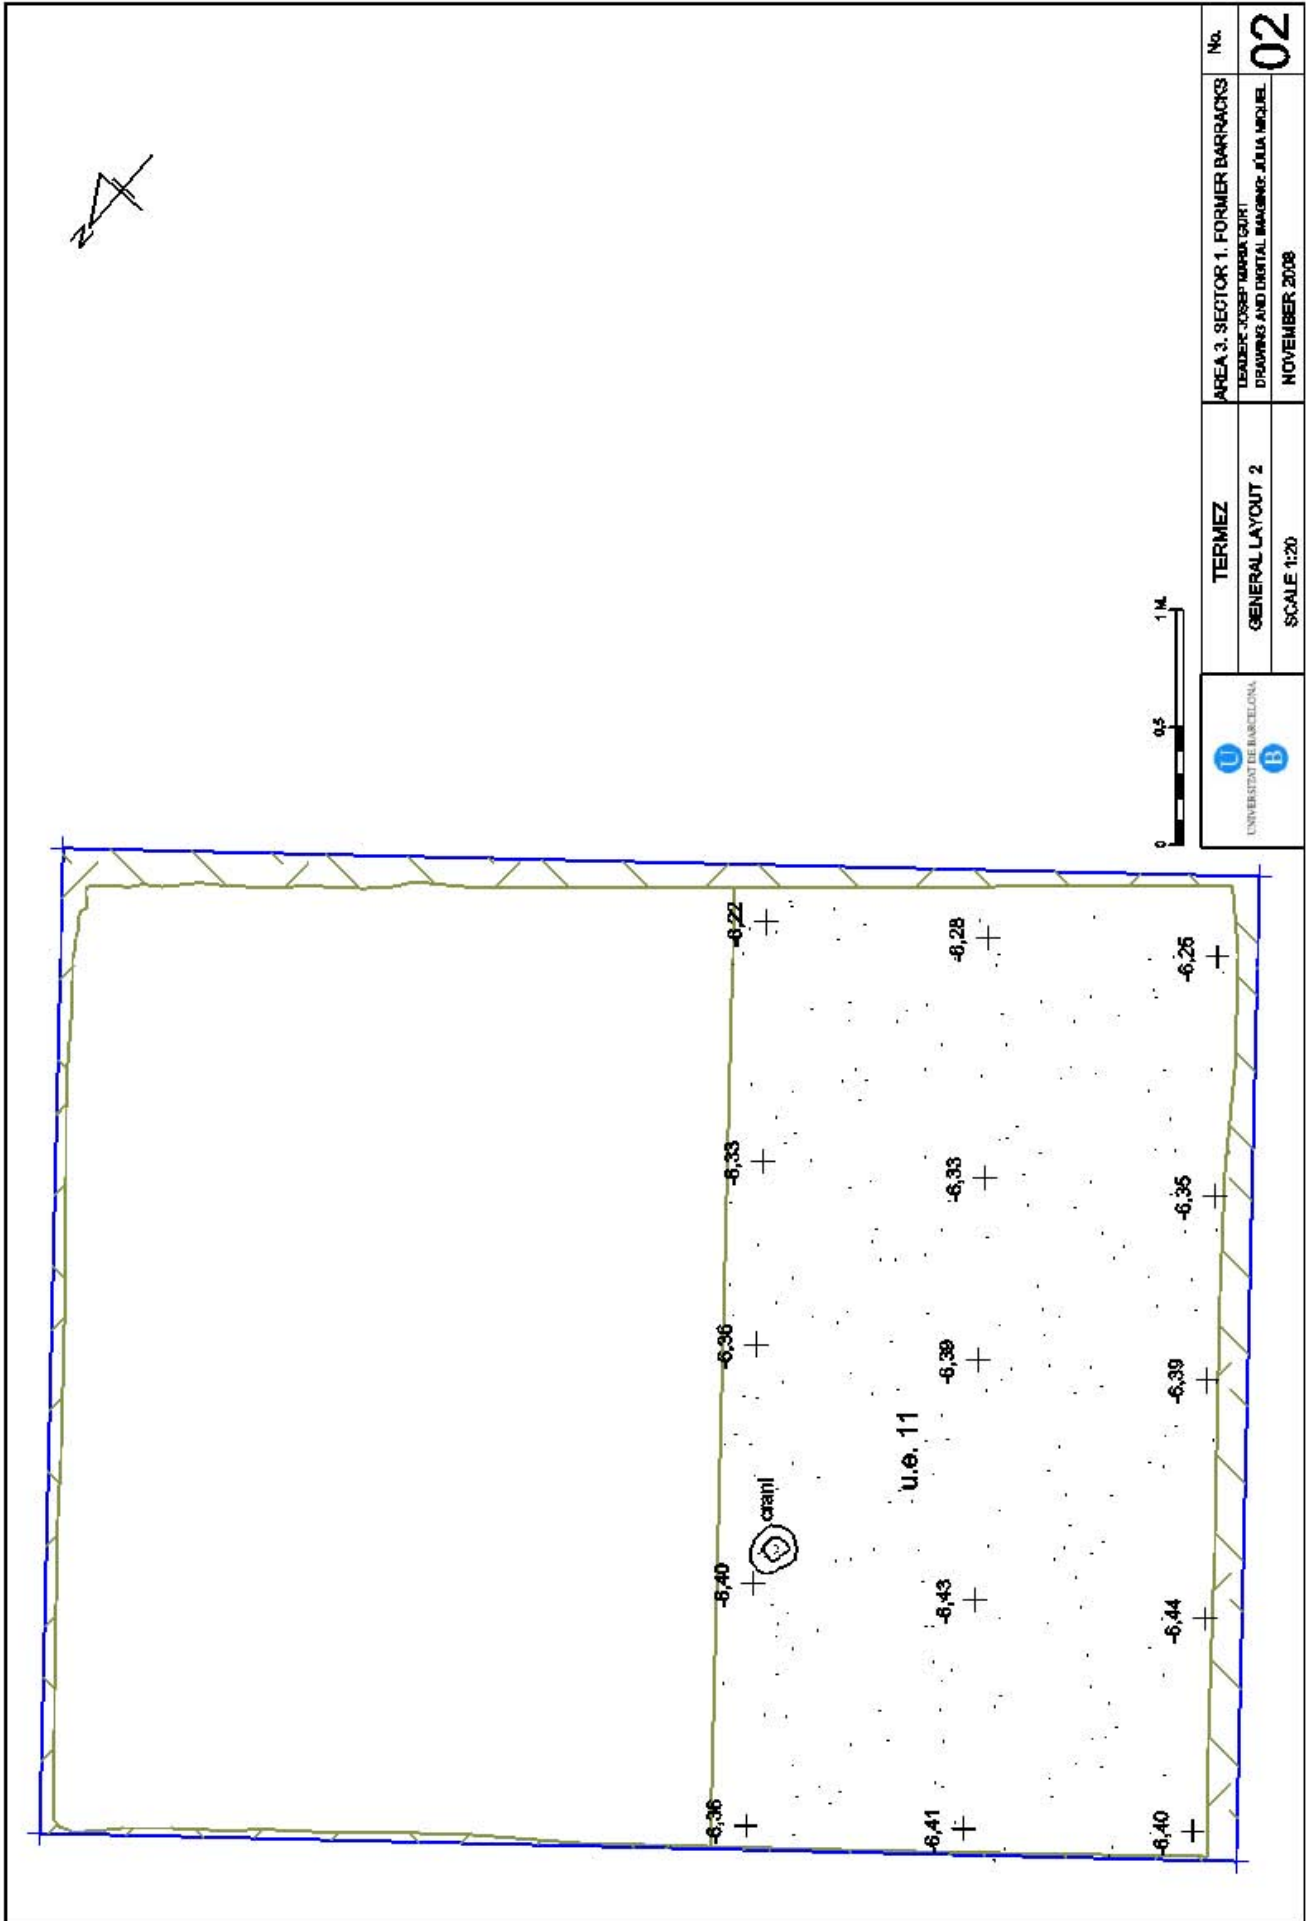 N
-6,22
-6,28
-6,25
-6,33
-6,33
-6,35
-6,36
-6,39
-6,39
crani
u.e. 11
-6,40
-6,43
-6,44
-6,36
-6,41
-6,40
0 0,5 1 M.
U
UNIVERSITAT DE BARCELONA
B
TERMEZ
GENERAL LAYOUT 2
SCALE 1:20
AREA 3. SECTOR 1. FORMER BARRACKS
LEADER: JOSEP MARIA GURT
DRAWING AND DIGITAL IMAGING: JÚLIA MIQUEL
NOVEMBER 2008
No.
02